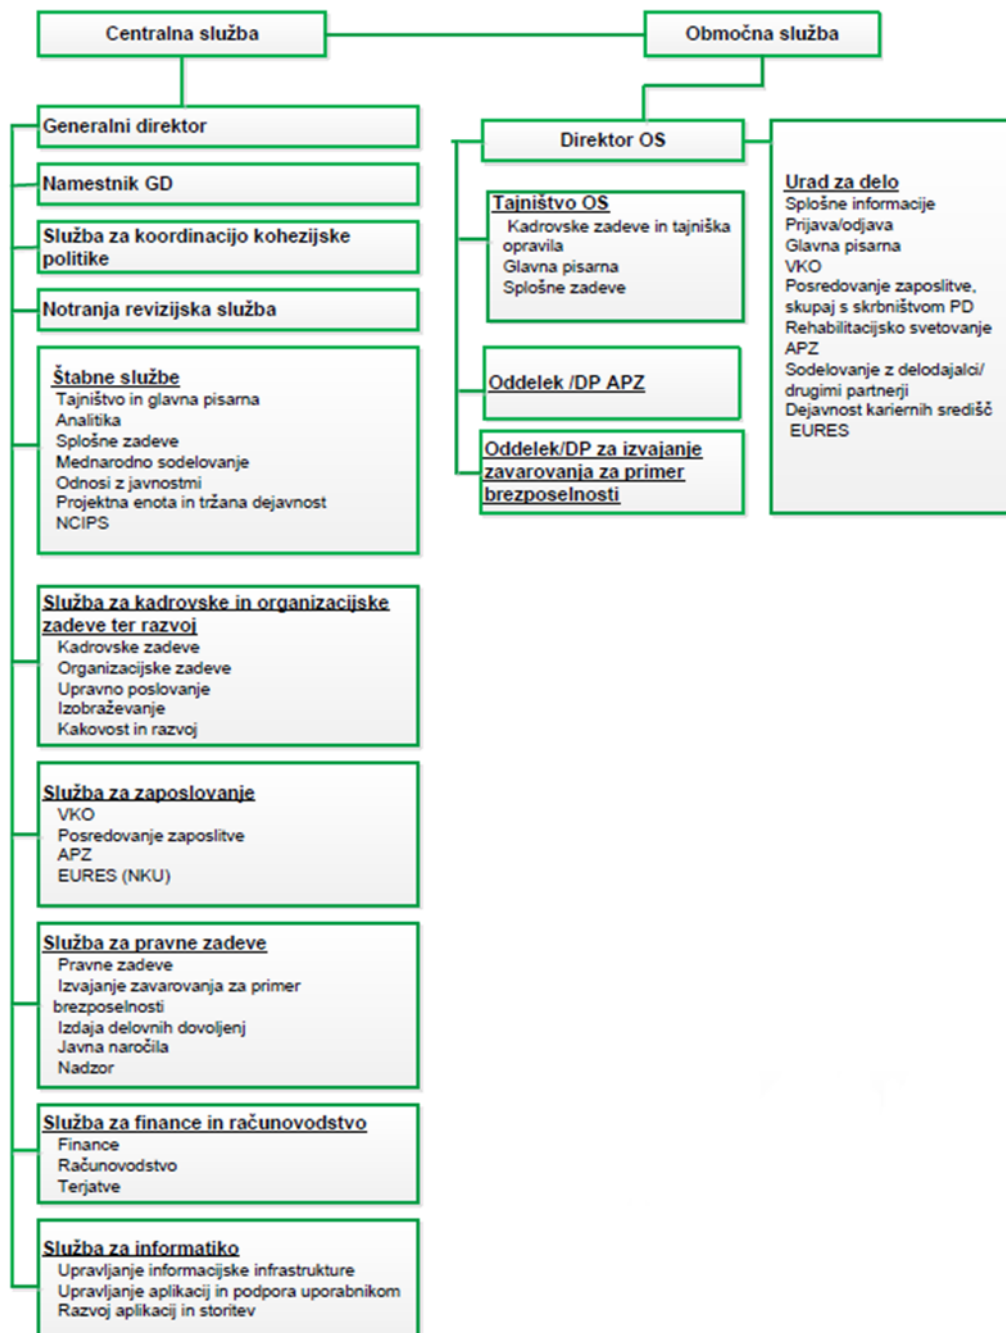 Centralna služba
Območna služba
Generalni direktor
Namestnik GD
Služba za koordinacijo kohezijske
politike
Notranja revizijska služba
Štabne službe
Tajništvo in glavna pisarna
Analitika
Splošne zadeve
Mednarodno sodelovanje
Odnosi z javnostmi
Projektna enota in tržana dejavnost
NCIPS
Služba za kadrovske in organizacijske
zadeve ter razvoj
Kadrovske zadeve
Organizacijske zadeve
Upravno poslovanje
Izobraževanje
Kakovost in razvoj
Služba za zaposlovanje
VKO
Posredovanje zaposlitve
APZ
EURES (NKU)
Služba za pravne zadeve
Pravne zadeve
Izvajanje zavarovanja za primer
brezposelnosti
Izdaja delovnih dovoljenj
Javna naročila
Nadzor
Služba za finance in računovodstvo
Finance
Računovodstvo
Terjatve
Služba za informatiko
Upravljanje informacijske infrastrukture
Upravljanje aplikacij in podpora uporabnikom
Razvoj aplikacij in storitev
Direktor OS
Tajništvo OS
Kadrovske zadeve in tajniška
opravila
Glavna pisarna
Splošne zadeve
Oddelek /DP APZ
Oddelek/DP za izvajanje
zavarovanja za primer
brezposelnosti
Urad za delo
Splošne informacije
Prijava/odjava
Glavna pisarna
VKO
Posredovanje zaposlitve,
skupaj s skrbništvom PD
Rehabilitacijsko svetovanje
APZ
Sodelovanje z delodajalci/
drugimi partnerji
Dejavnost kariernih središč
EURES